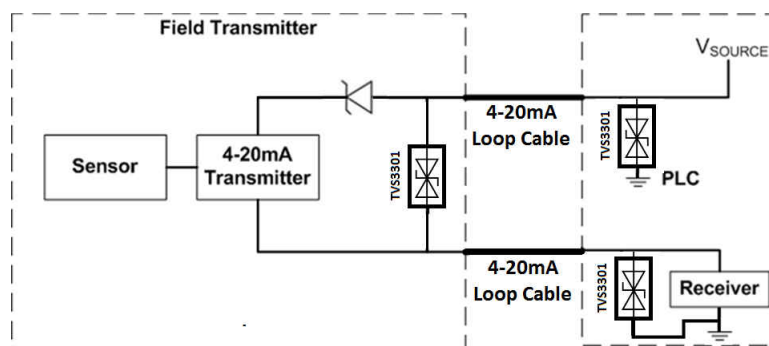 Field Transmitter
VSOURCE
4-20mA
Loop Cable
TVS3301
PLC
Sensor
4-20mA
Transmitter
TVS3301
4-20mA
Loop Cable
TVS3301
Receiver